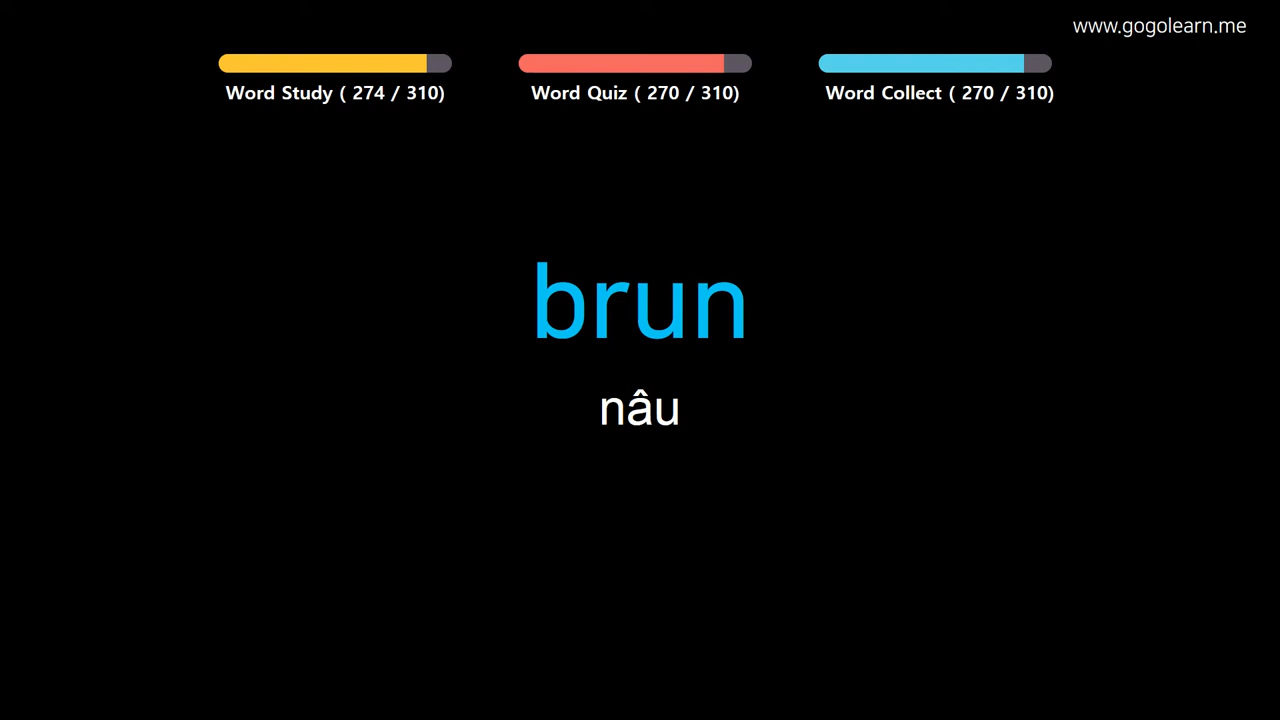 www.gogolearn.me
Word Study ( 274 / 310)
Word Quiz ( 270 / 310)
Word Collect ( 270 / 310)
brun
nâu